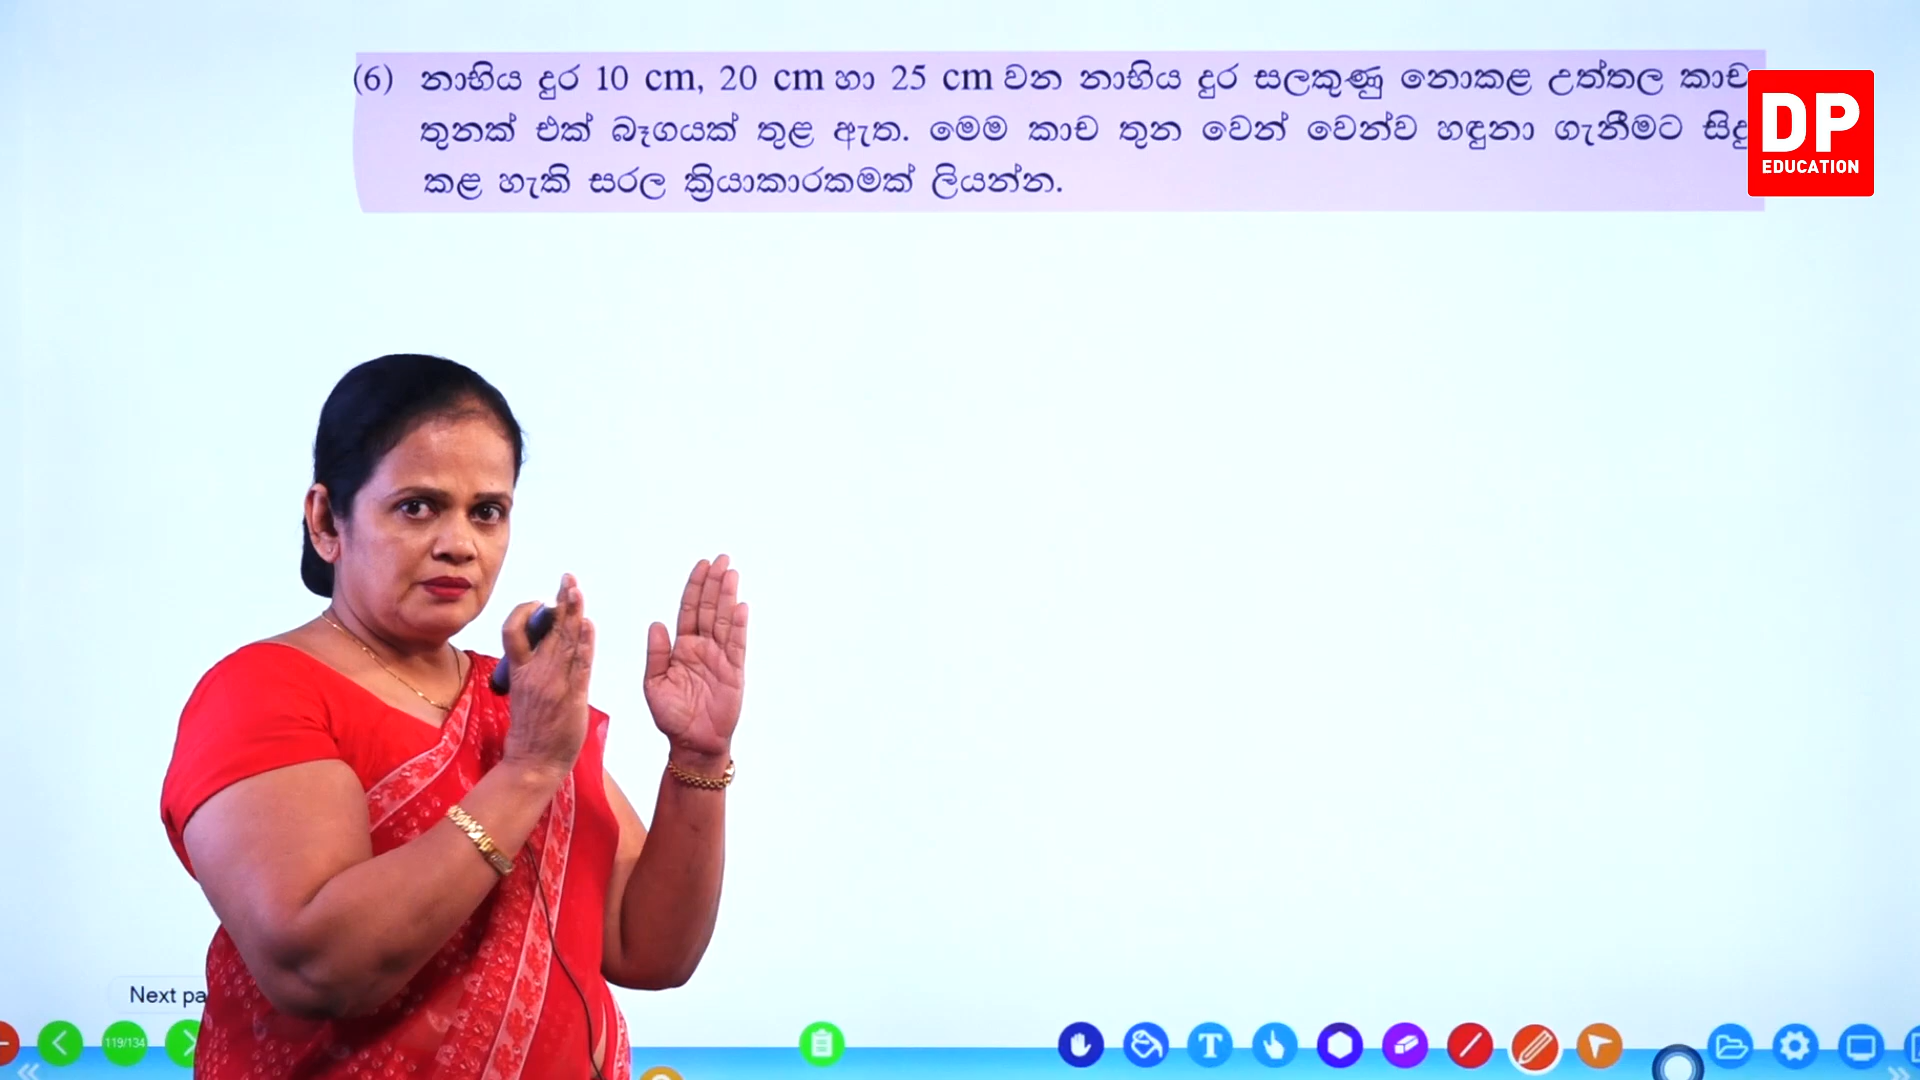 (6) නාභිය දුර 10 cm, 20 cm හා 25 cm වන නාභිය දුර සලකුණු නොකළ උත්තල කාච
තුනක් එක් බෑගයක් තුළ ඇත. මෙම කාච තුන වෙන් වෙන්ව හඳුනා ගැනීමට සිදු
කළ හැකි සරල ක්‍රියාකාරකමක් ලියන්න.
DP
EDUCATION
Next pa
119/134
T